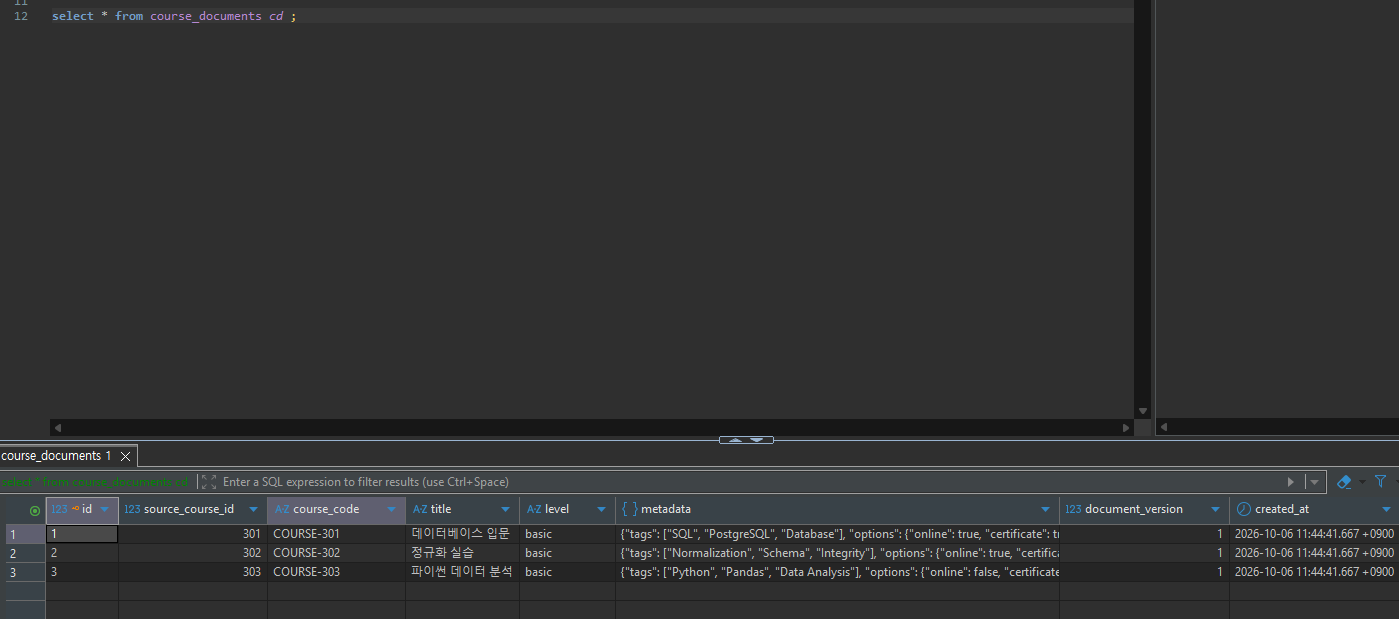 11
12 select * from course_documents cd ;
course_documents 1
select * from course_documents cd Enter a SQL expression to filter results (use Ctrl+Space)
123 id 123 source_course_id A-Z course_code A-Z title A-Z level { } metadata 123 document_version created_at
1 1 301 COURSE-301 데이터베이스 입문 basic {"tags": ["SQL", "PostgreSQL", "Database"], "options": {"online": true, "certificate": tr 1 2026-10-06 11:44:41.667 +0900
2 2 302 COURSE-302 정규화 실습 basic {"tags": ["Normalization", "Schema", "Integrity"], "options": {"online": true, "certifica 1 2026-10-06 11:44:41.667 +0900
3 3 303 COURSE-303 파이썬 데이터 분석 basic {"tags": ["Python", "Pandas", "Data Analysis"], "options": {"online": false, "certificate 1 2026-10-06 11:44:41.667 +0900